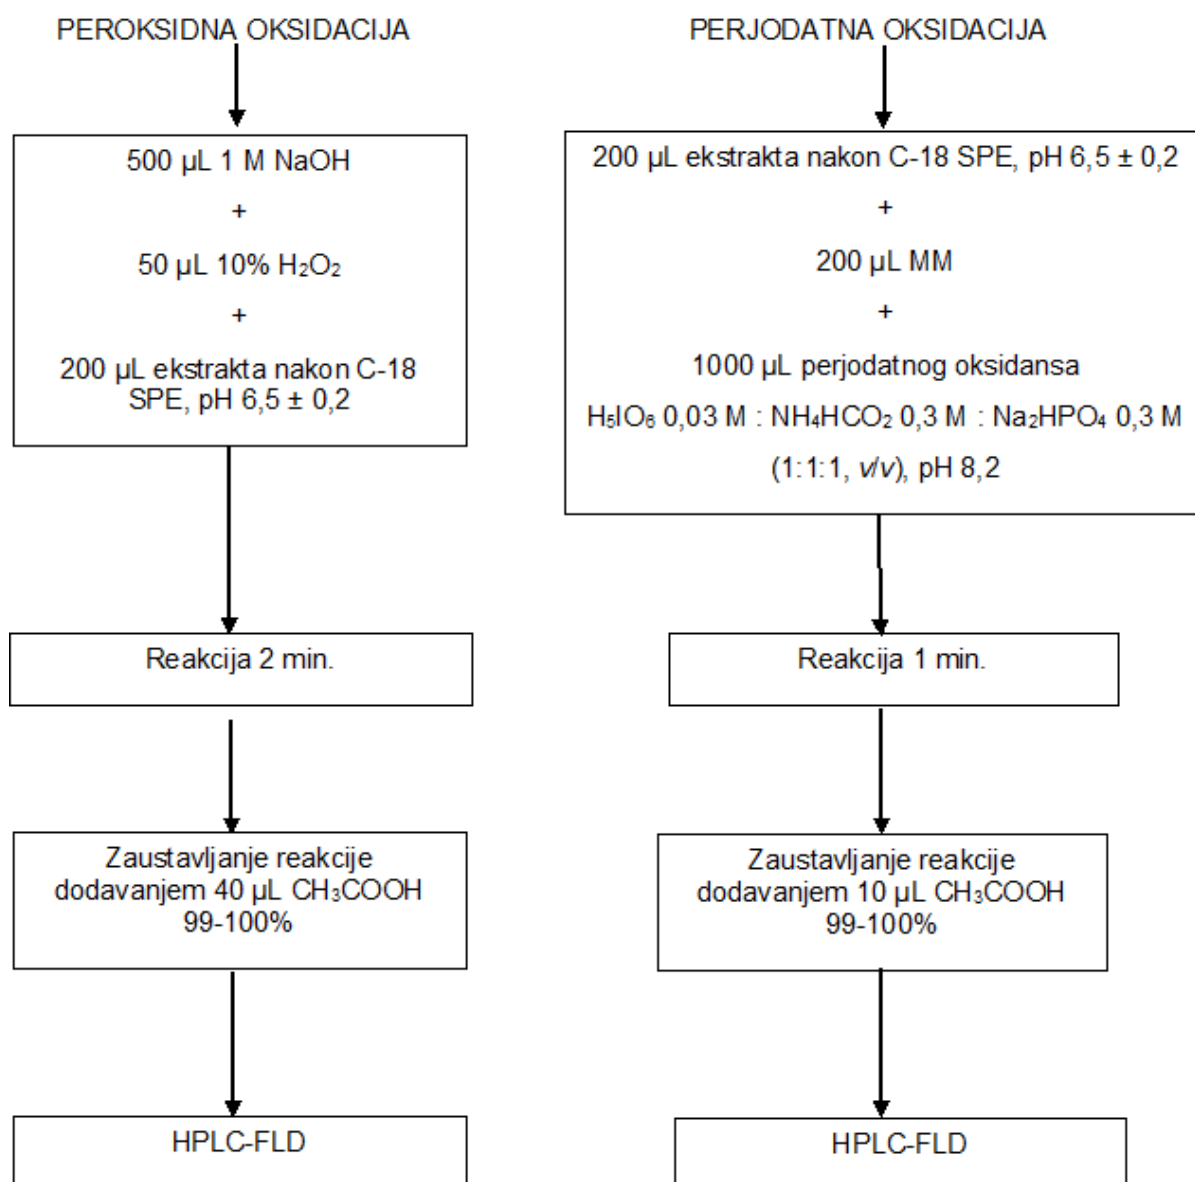 PEROKSIDNA OKSIDACIJA
500 µL 1 M NaOH
+
50 µL 10% H₂O₂
+
200 µL ekstrakta nakon C-18
SPE, pH 6,5 ± 0,2
Reakcija 2 min.
Zaustavljanje reakcije
dodavanjem 40 µL CH₃COOH
99-100%
HPLC-FLD
PERJODATNA OKSIDACIJA
200 µL ekstrakta nakon C-18 SPE, pH 6,5 ± 0,2
+
200 µL MM
+
1000 µL perjodatnog oksidansa
H₅IO₆ 0,03 M : NH₄HCO₂ 0,3 M : Na₂HPO₄ 0,3 M
(1:1:1, v/v), pH 8,2
Reakcija 1 min.
Zaustavljanje reakcije
dodavanjem 10 µL CH₃COOH
99-100%
HPLC-FLD